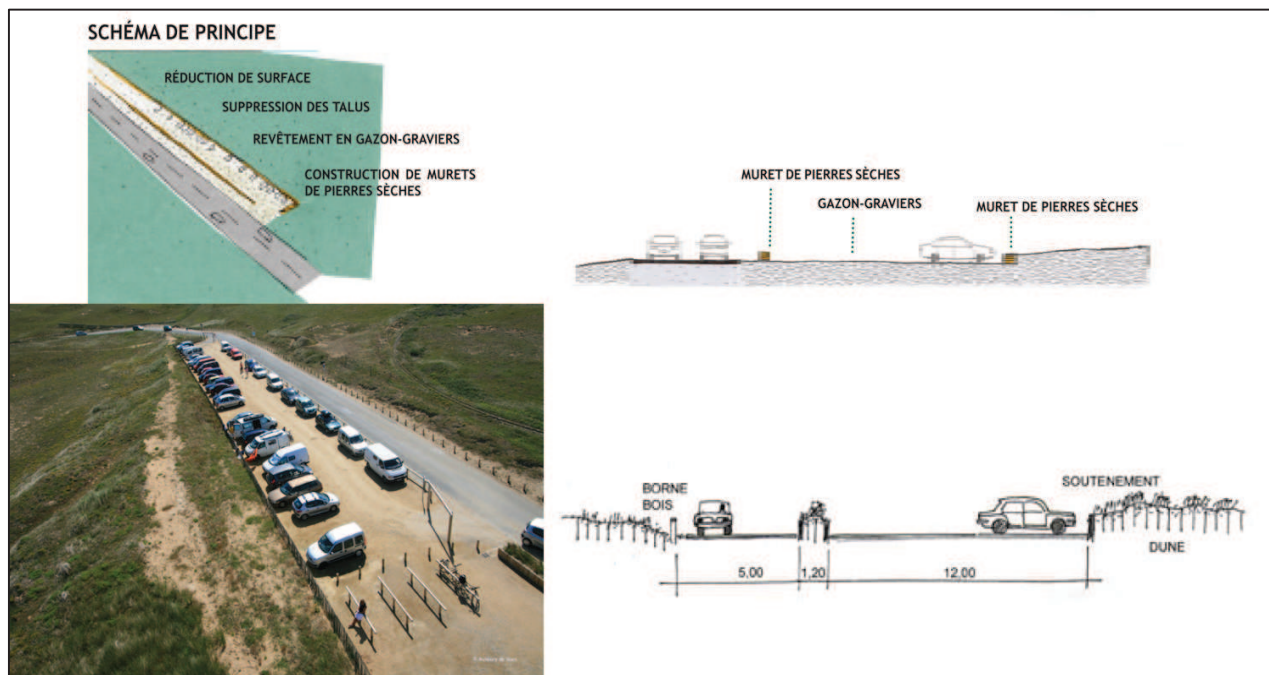 SCHÉMA DE PRINCIPE
RÉDUCTION DE SURFACE
SUPPRESSION DES TALUS
REVÊTEMENT EN GAZON-GRAVIERS
CONSTRUCTION DE MURETS
DE PIERRES SÈCHES
MURET DE PIERRES SÈCHES
GAZON-GRAVIERS
MURET DE PIERRES SÈCHES
BORNE
BOIS
SOUTENEMENT
DUNE
5,00
1,20
12.00